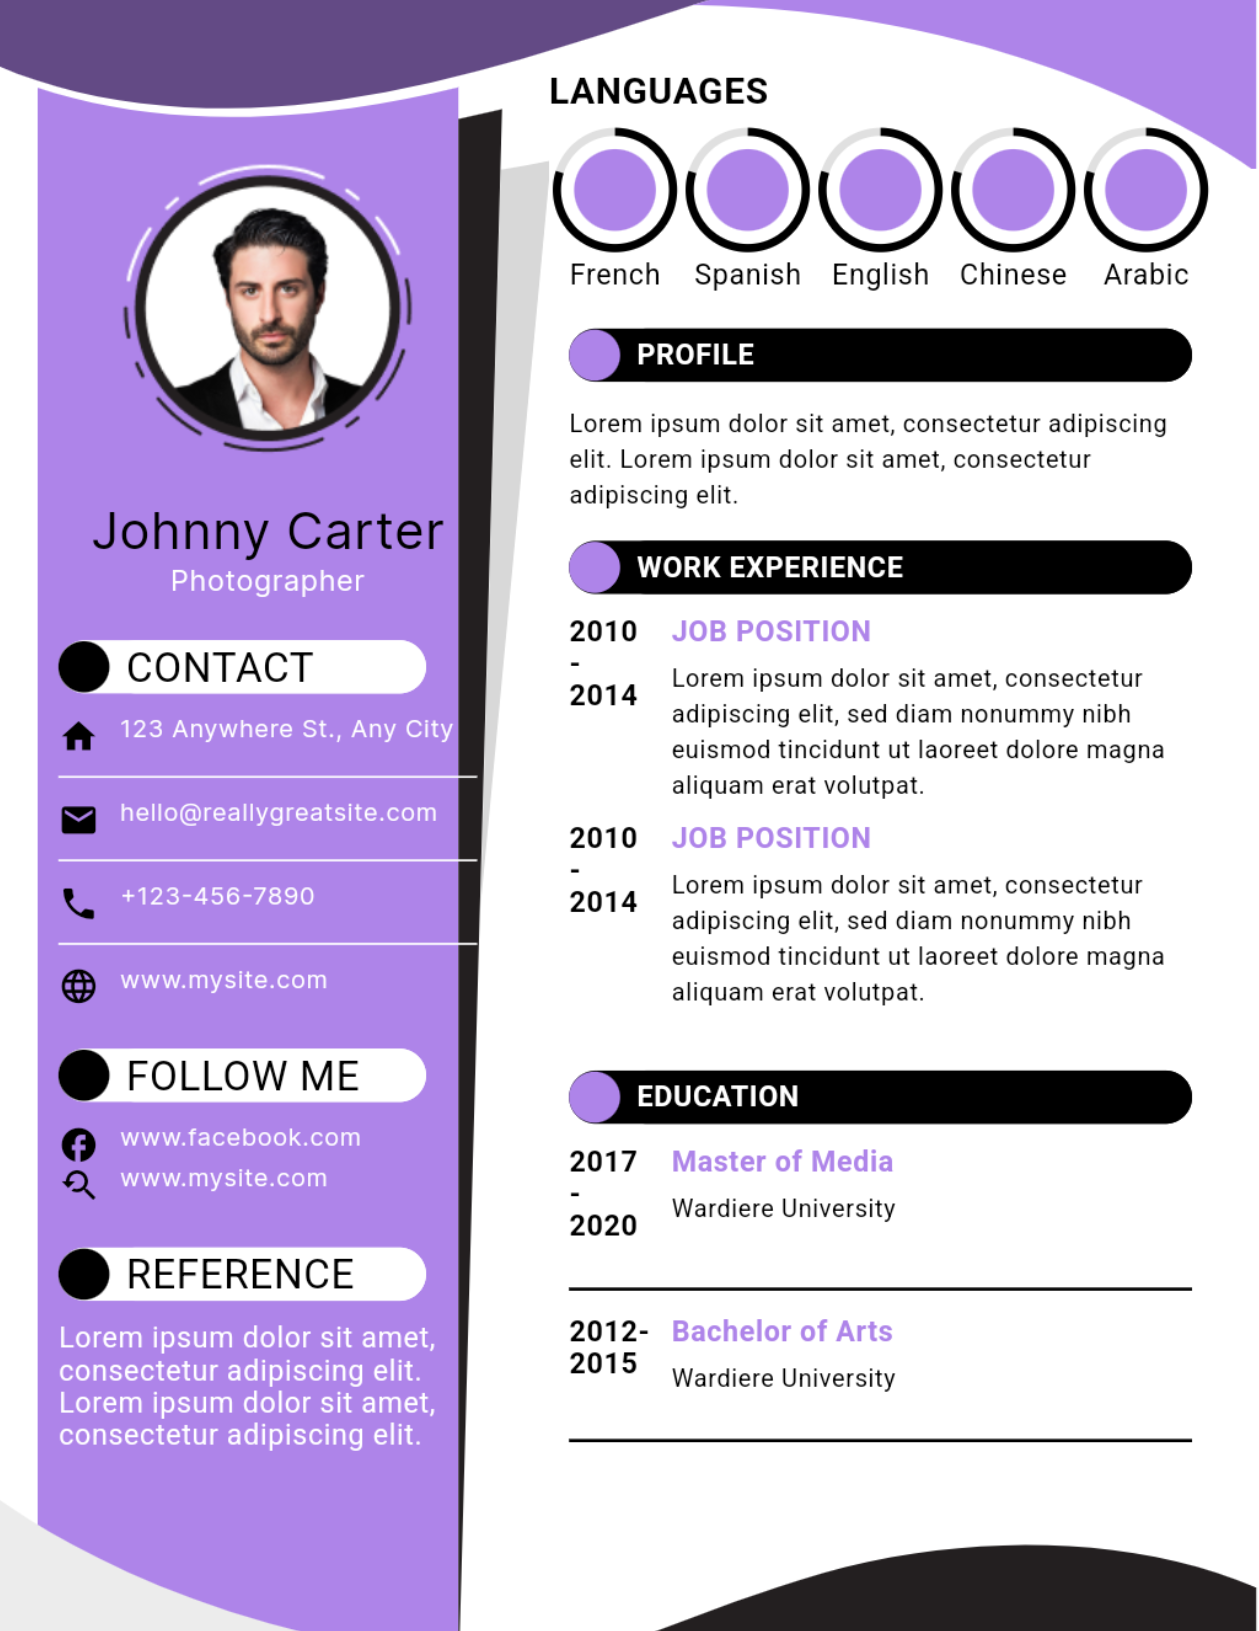 Johnny Carter
Photographer
CONTACT
123 Anywhere St., Any City
hello@reallygreatsite.com
+123-456-7890
www.mysite.com
FOLLOW ME
www.facebook.com
www.mysite.com
REFERENCE
Lorem ipsum dolor sit amet,
consectetur adipiscing elit.
Lorem ipsum dolor sit amet,
consectetur adipiscing elit.
LANGUAGES
French Spanish English Chinese Arabic
PROFILE
Lorem ipsum dolor sit amet, consectetur adipiscing
elit. Lorem ipsum dolor sit amet, consectetur
adipiscing elit.
WORK EXPERIENCE
2010
-
2014
JOB POSITION
Lorem ipsum dolor sit amet, consectetur
adipiscing elit, sed diam nonummy nibh
euismod tincidunt ut laoreet dolore magna
aliquam erat volutpat.
2010
-
2014
JOB POSITION
Lorem ipsum dolor sit amet, consectetur
adipiscing elit, sed diam nonummy nibh
euismod tincidunt ut laoreet dolore magna
aliquam erat volutpat.
EDUCATION
2017
-
2020
Master of Media
Wardiere University
2012-
2015
Bachelor of Arts
Wardiere University